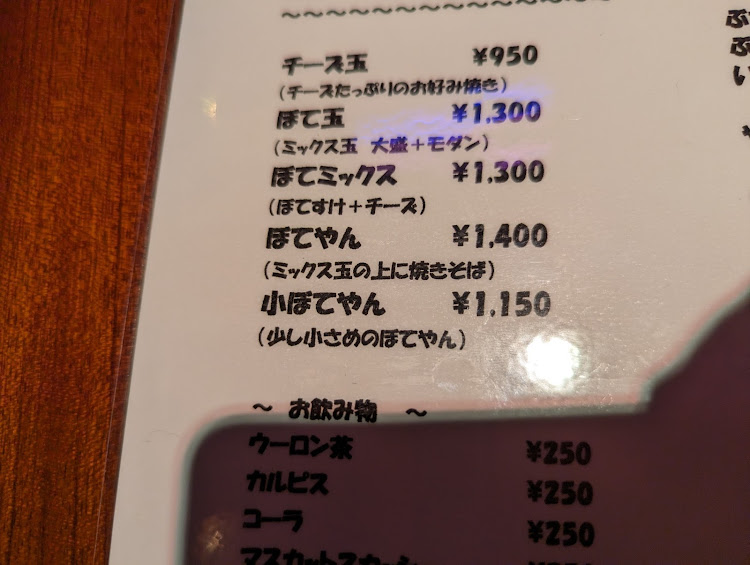 チーズ玉 ¥950
(チーズたっぷりのお好み焼き)
ぼて玉 ¥1,300
(ミックス玉 大盛+モダン)
ぼてミックス ¥1,300
(ぼてすけ+チーズ)
ぼてやん ¥1,400
(ミックス玉の上に焼きそば)
小ぼてやん ¥1,150
(少し小さめのぼてやん)
～ お飲み物 ～
ウーロン茶 ¥250
カルピス ¥250
コーラ ¥250